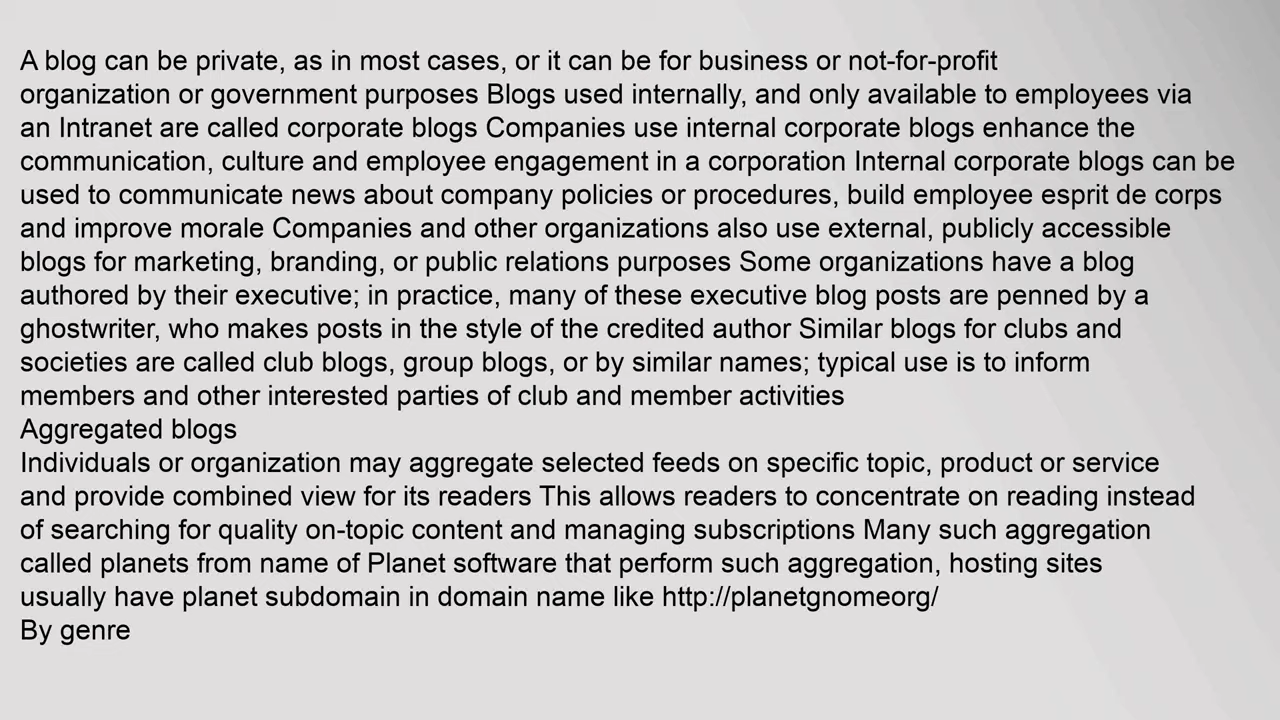 A blog can be private, as in most cases, or it can be for business or not-for-profit
organization or government purposes Blogs used internally, and only available to employees via
an Intranet are called corporate blogs Companies use internal corporate blogs enhance the
communication, culture and employee engagement in a corporation Internal corporate blogs can be
used to communicate news about company policies or procedures, build employee esprit de corps
and improve morale Companies and other organizations also use external, publicly accessible
blogs for marketing, branding, or public relations purposes Some organizations have a blog
authored by their executive; in practice, many of these executive blog posts are penned by a
ghostwriter, who makes posts in the style of the credited author Similar blogs for clubs and
societies are called club blogs, group blogs, or by similar names; typical use is to inform
members and other interested parties of club and member activities
Aggregated blogs
Individuals or organization may aggregate selected feeds on specific topic, product or service
and provide combined view for its readers This allows readers to concentrate on reading instead
of searching for quality on-topic content and managing subscriptions Many such aggregation
called planets from name of Planet software that perform such aggregation, hosting sites
usually have planet subdomain in domain name like http://planetgnomeorg/
By genre